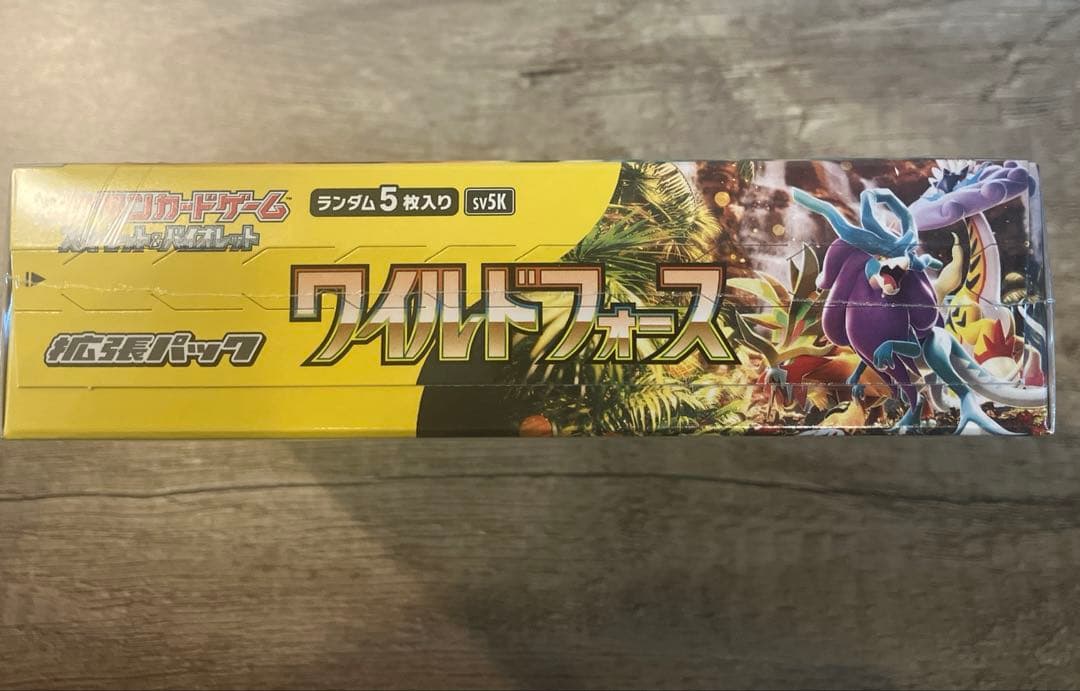 ポケモンカードゲーム
スカーレット&バイオレット
ランダム5枚入り
SV5K
ワイルドフォース
拡張パック